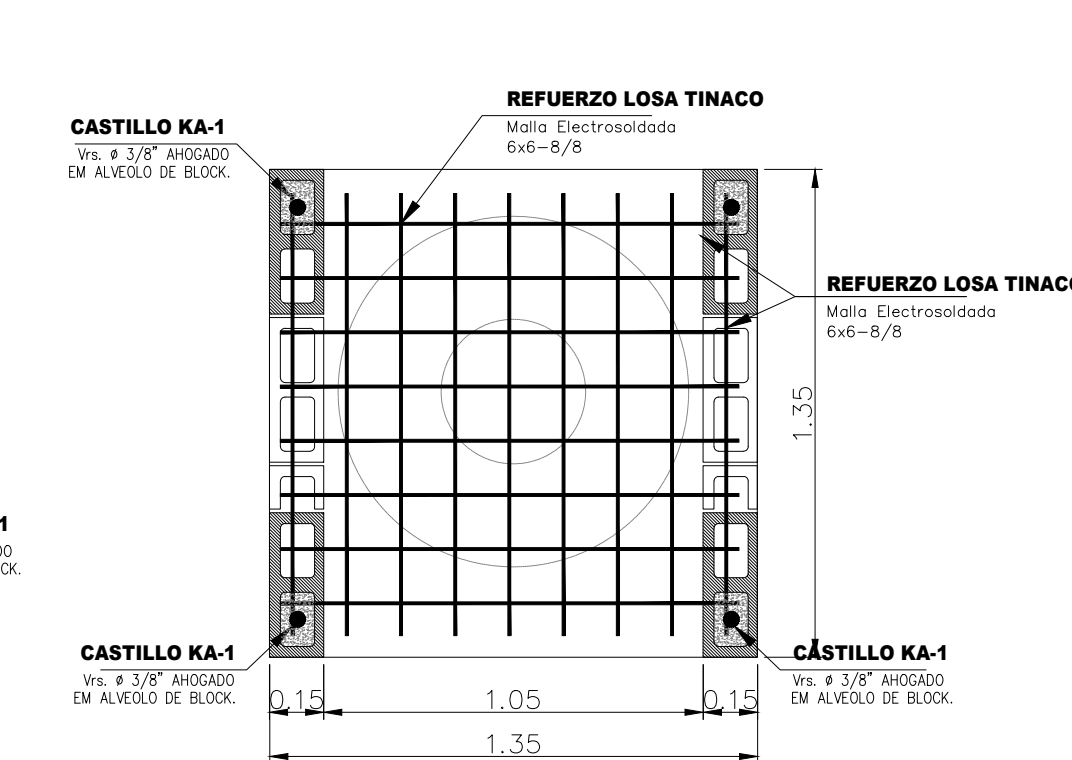 REFUERZO LOSA TINACO
Malla Electrosoldada
6x6-8/8
CASTILLO KA-1
Vrs. ø 3/8" AHOGADO
EM ALVEOLO DE BLOCK.
REFUERZO LOSA TINACO
Malla Electrosoldada
6x6-8/8
1.35
1
DO
CK.
CASTILLO KA-1
Vrs. ø 3/8" AHOGADO
EM ALVEOLO DE BLOCK.
CASTILLO KA-1
Vrs. ø 3/8" AHOGADO
EM ALVEOLO DE BLOCK.
0.15
1.05
0.15
1.35